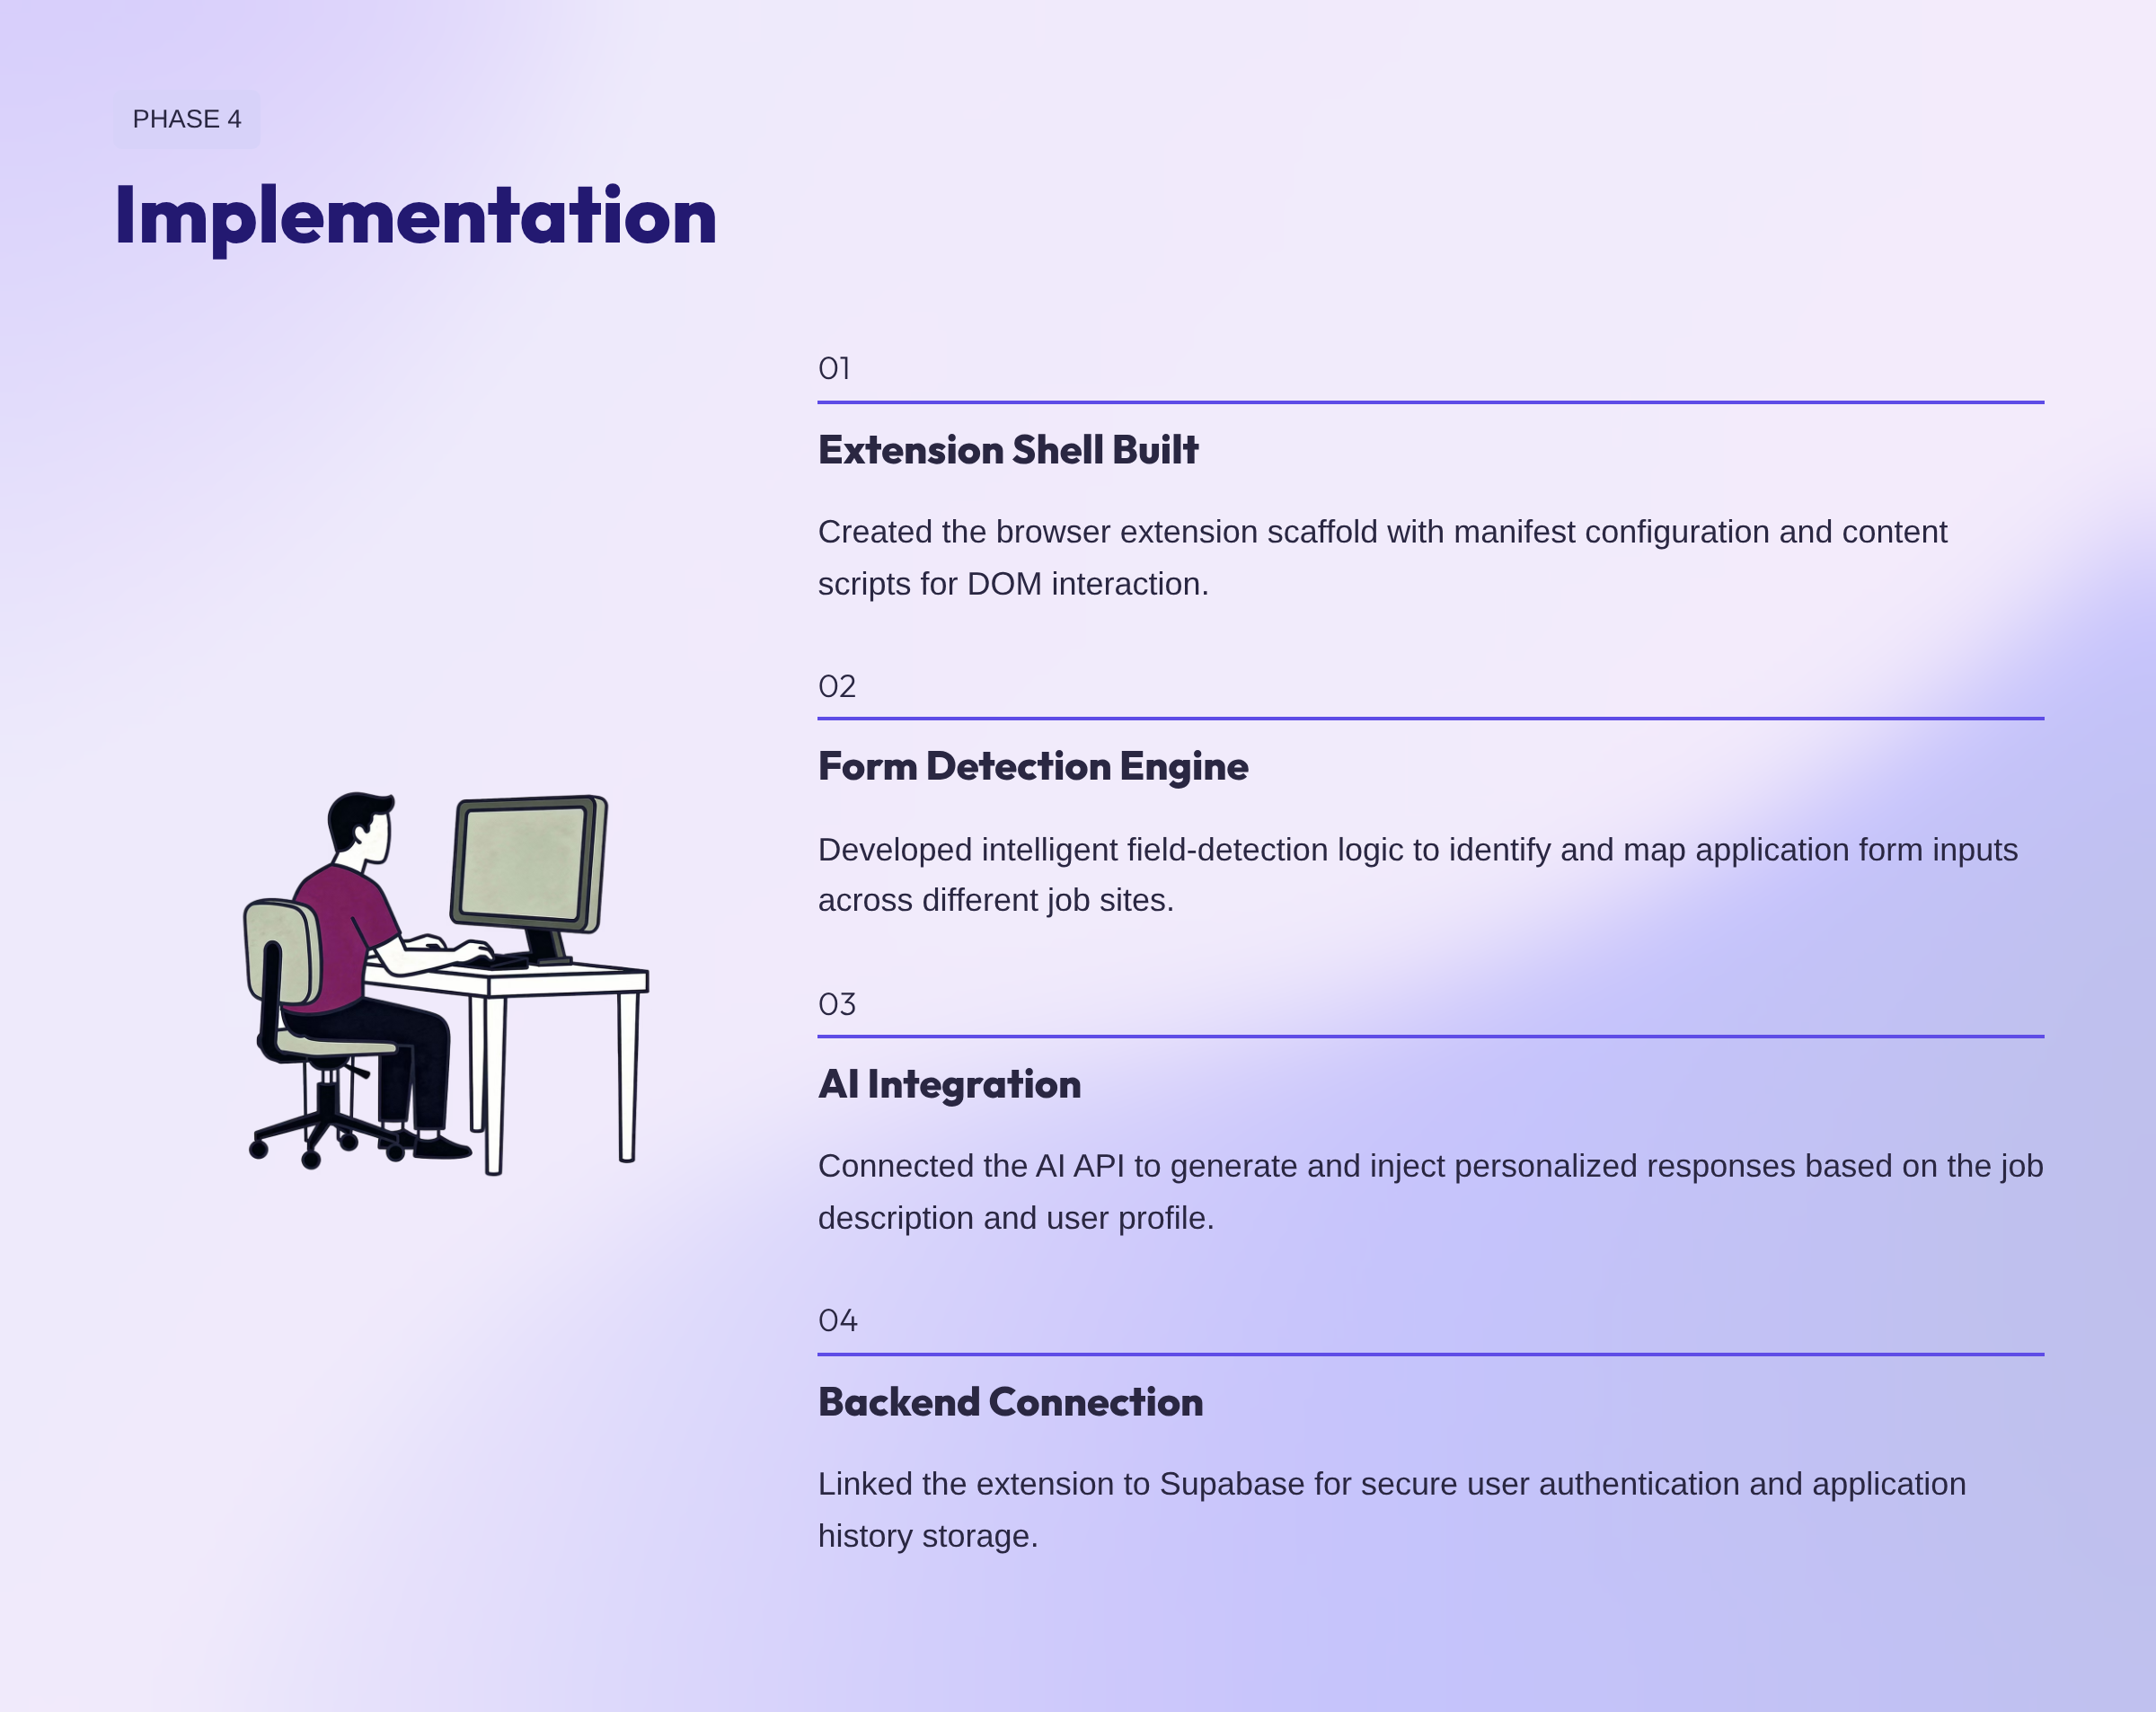 PHASE 4
Implementation
01
Extension Shell Built
Created the browser extension scaffold with manifest configuration and content
scripts for DOM interaction.
02
Form Detection Engine
Developed intelligent field-detection logic to identify and map application form inputs
across different job sites.
03
AI Integration
Connected the AI API to generate and inject personalized responses based on the job
description and user profile.
04
Backend Connection
Linked the extension to Supabase for secure user authentication and application
history storage.